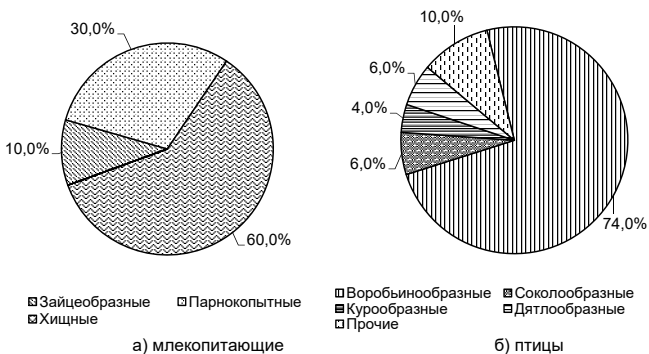 30,0%
10,0%
60,0%
Зайцеобразные Парнокопытные
Хищные
а) млекопитающие
10,0%
6,0%
4,0%
6,0%
74,0%
Воробьинообразные Соколообразные
Курообразные Дятлообразные
Прочие
б) птицы